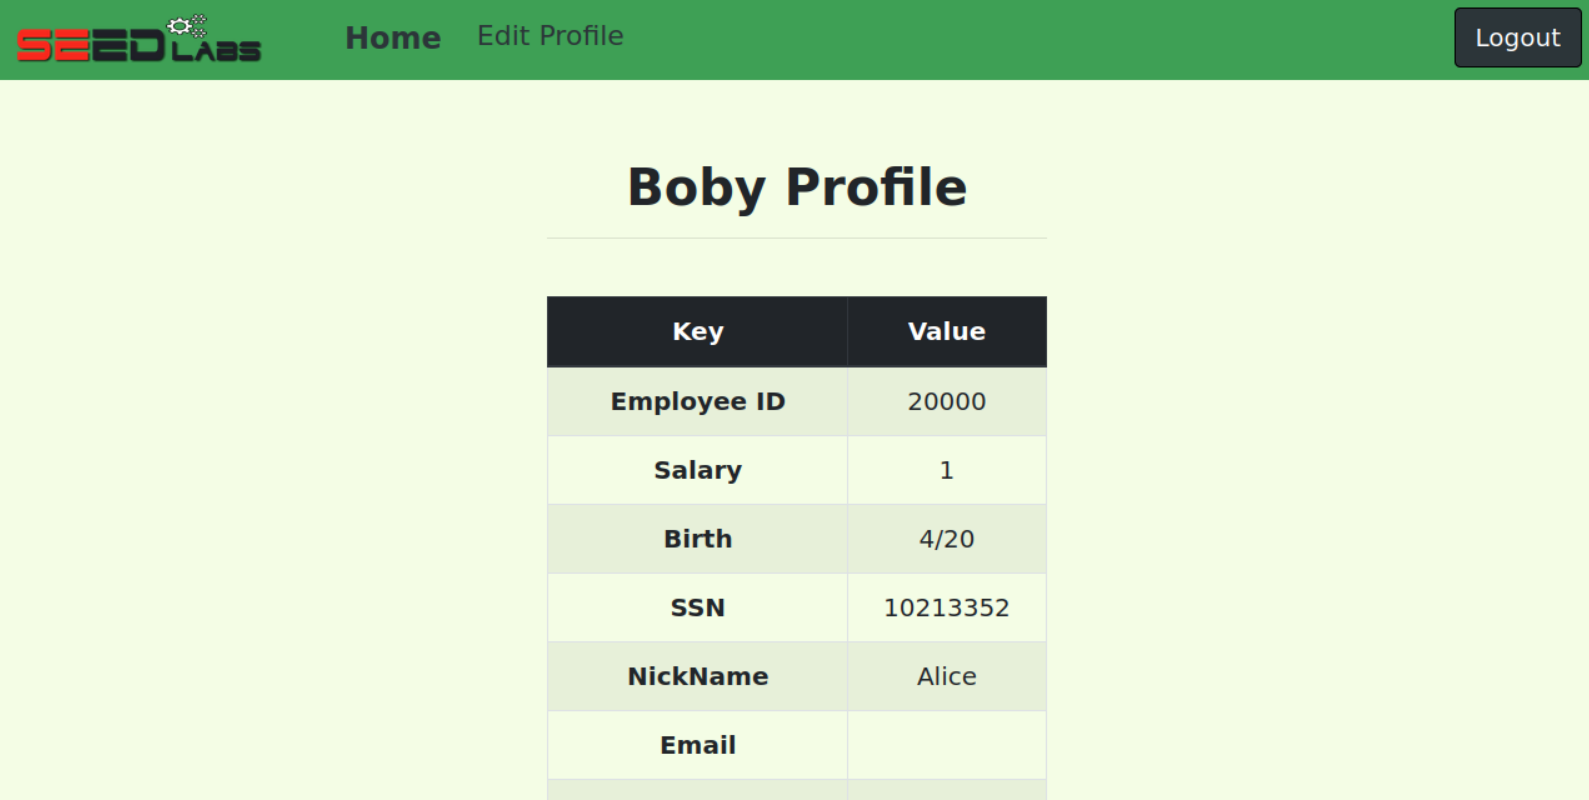 SEED LABS Home Edit Profile Logout
Boby Profile
Key Value
Employee ID 20000
Salary 1
Birth 4/20
SSN 10213352
NickName Alice
Email